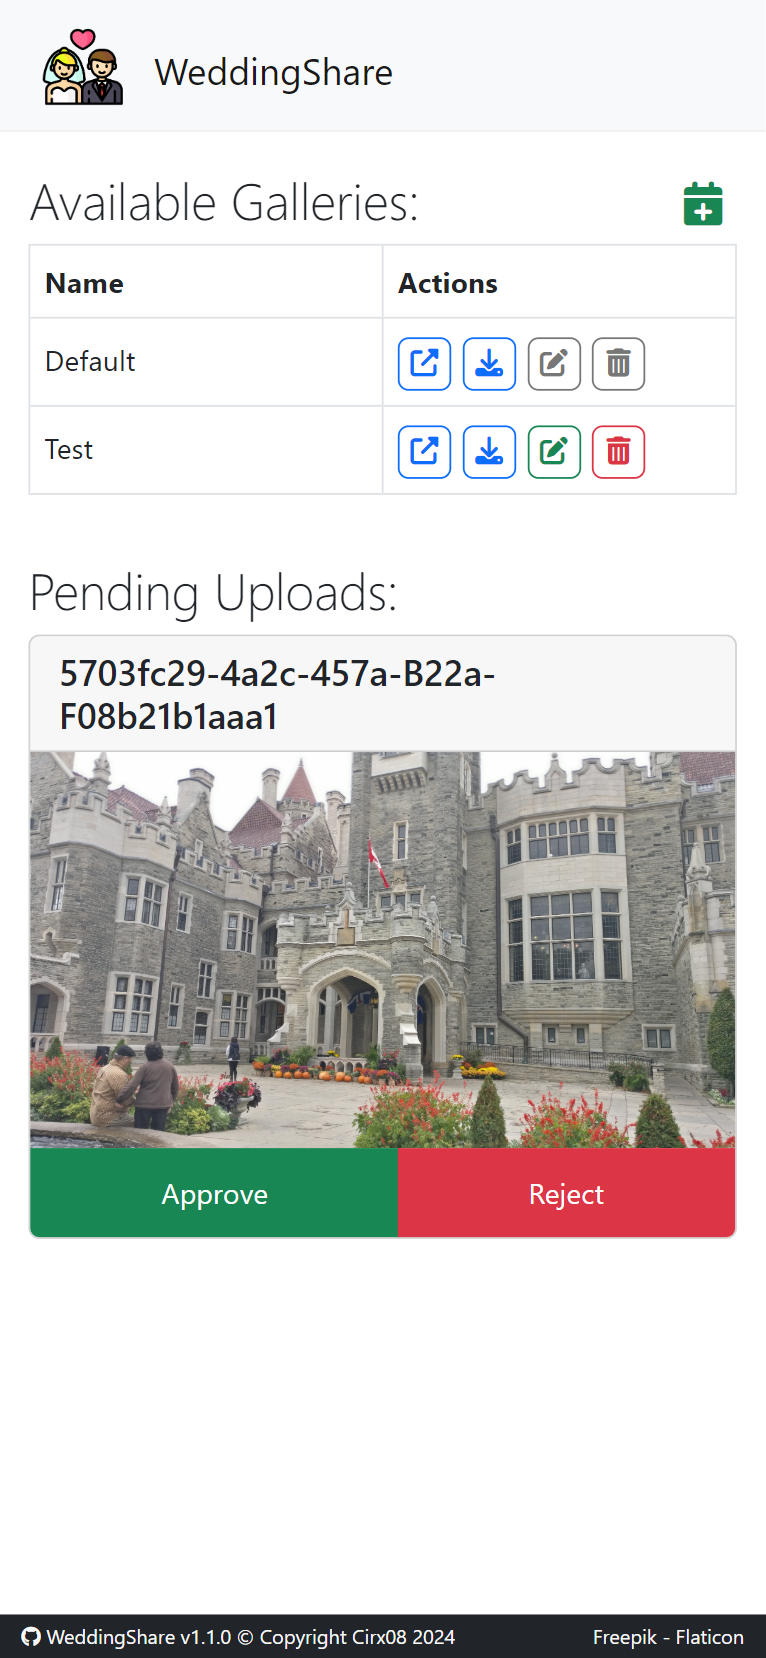 WeddingShare
Available Galleries:
Name Actions
Default
Test
Pending Uploads:
5703fc29-4a2c-457a-B22a-
F08b21b1aaa1
Approve Reject
WeddingShare v1.1.0 © Copyright Cirx08 2024 Freepik - Flaticon